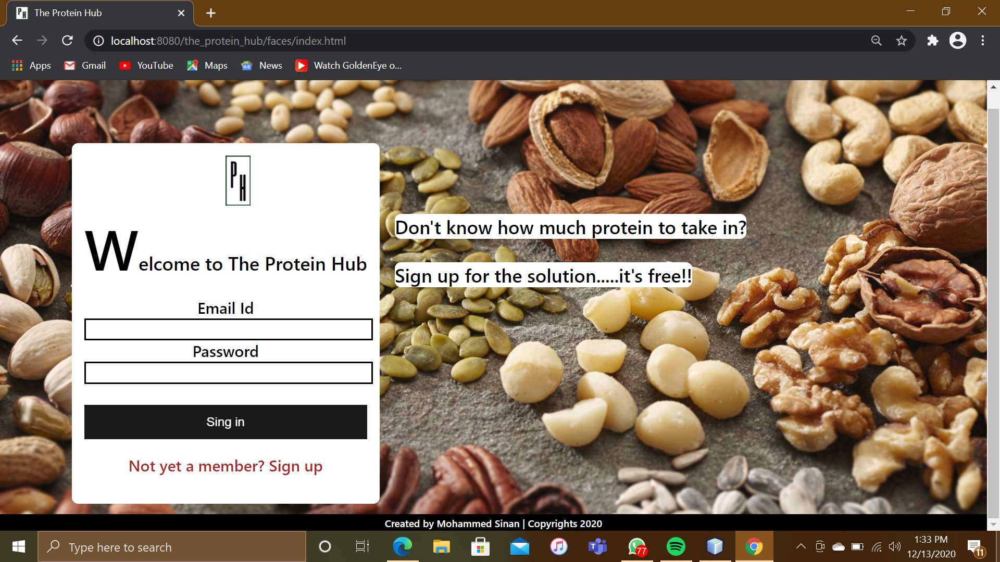 The Protein Hub
localhost:8080/the_protein_hub/faces/index.html
Apps Gmail YouTube Maps News Watch GoldenEye o...
P
H
Welcome to The Protein Hub
Email Id
Password
Sing in
Not yet a member? Sign up
Don't know how much protein to take in?
Sign up for the solution.....it's free!!
Created by Mohammed Sinan | Copyrights 2020
Type here to search
77
1:33 PM
12/13/2020
11